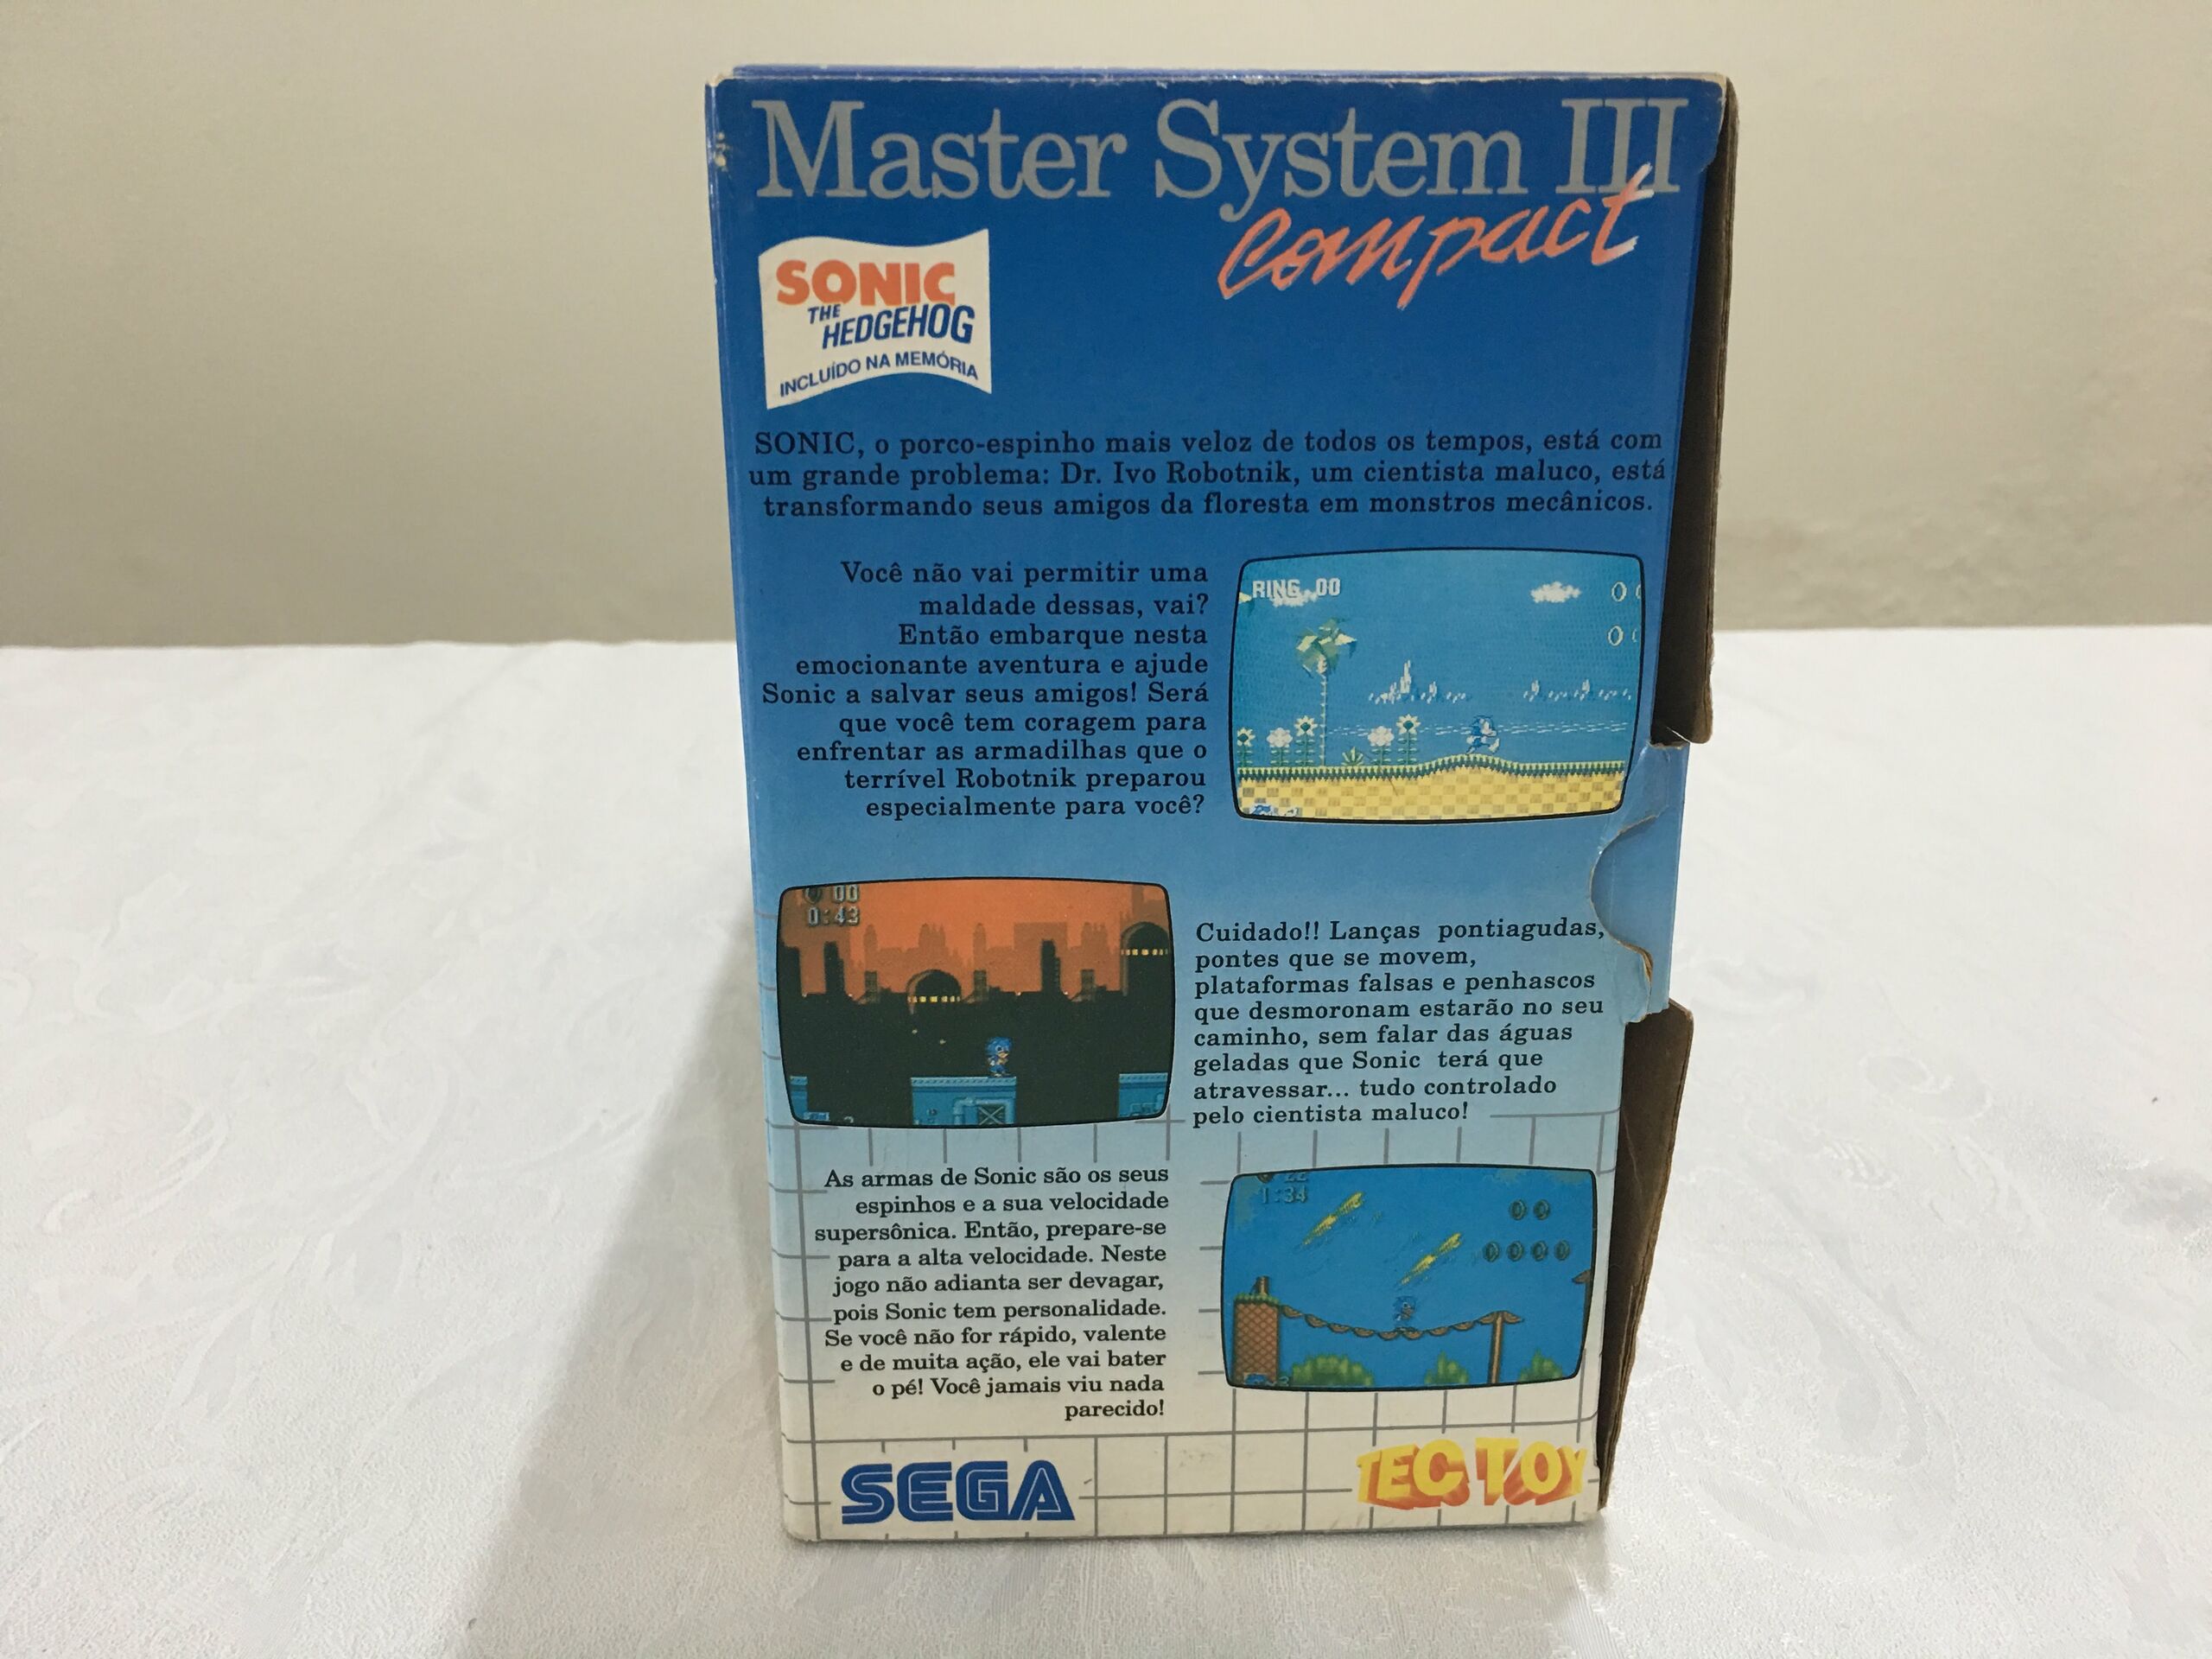 Master System III
compact
SONIC
THE
HEDGEHOG
INCLUÍDO NA MEMÓRIA
SONIC, o porco-espinho mais veloz de todos os tempos, está com
um grande problema: Dr. Ivo Robotnik, um cientista maluco, está
transformando seus amigos da floresta em monstros mecânicos.
Você não vai permitir uma
maldade dessas, vai?
Então embarque nesta
emocionante aventura e ajude
Sonic a salvar seus amigos! Será
que você tem coragem para
enfrentar as armadilhas que o
terrível Robotnik preparou
especialmente para você?
RING 00
00
0:43
Cuidado!! Lanças pontiagudas,
pontes que se movem,
plataformas falsas e penhascos
que desmoronam estarão no seu
caminho, sem falar das águas
geladas que Sonic terá que
atravessar... tudo controlado
pelo cientista maluco!
As armas de Sonic são os seus
espinhos e a sua velocidade
supersônica. Então, prepare-se
para a alta velocidade. Neste
jogo não adianta ser devagar,
pois Sonic tem personalidade.
Se você não for rápido, valente
e de muita ação, ele vai bater
o pé! Você jamais viu nada
parecido!
22
1:34
SEGA
TEC TOY